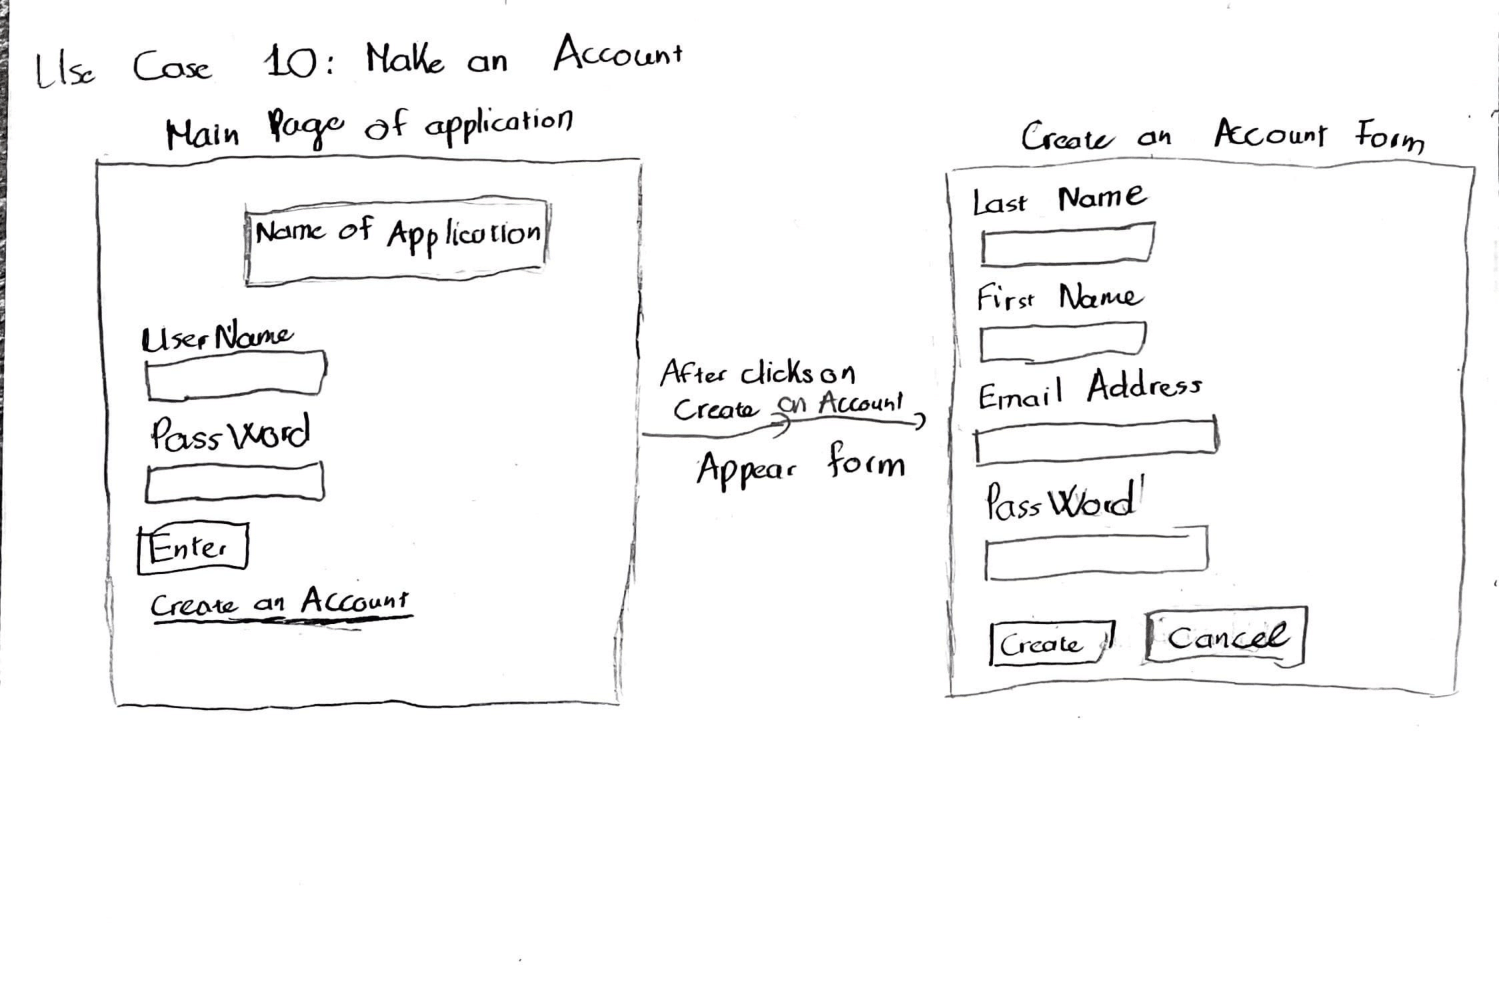 Use Case 10: Make an Account
Main Page of application
Name of Application
UserName
PassWord
Enter
Create an Account
After clicks on
Create an Account
Appear form
Create an Account Form
Last Name
First Name
Email Address
PassWord
Create
Cancel